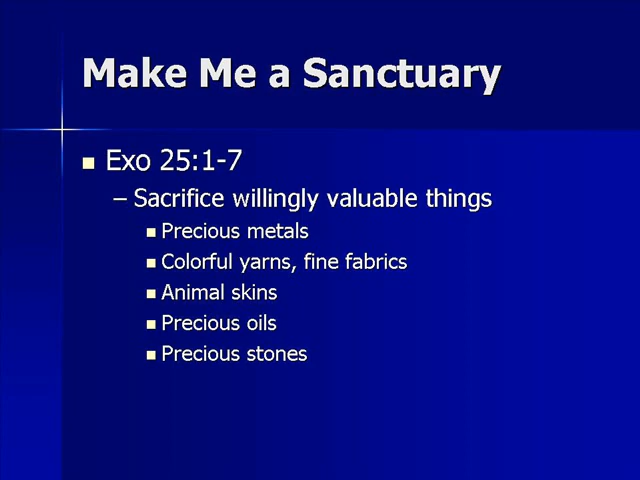 Make Me a Sanctuary
Exo 25:1-7
– Sacrifice willingly valuable things
Precious metals
Colorful yarns, fine fabrics
Animal skins
Precious oils
Precious stones